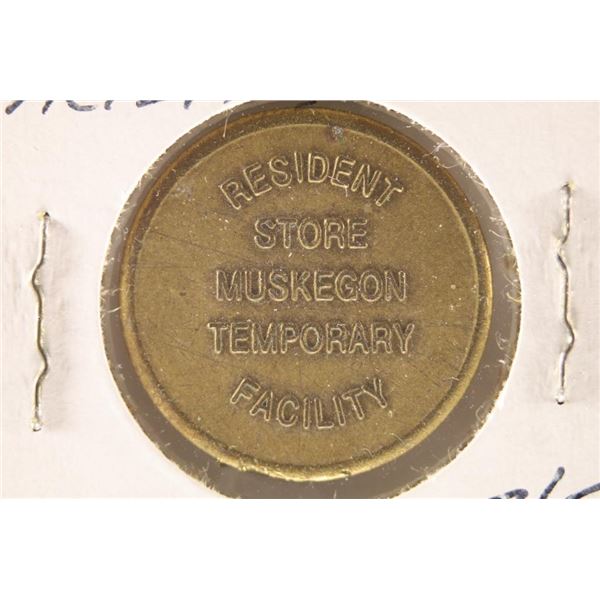 RESIDENT
STORE
MUSKEGON
TEMPORARY
FACILITY